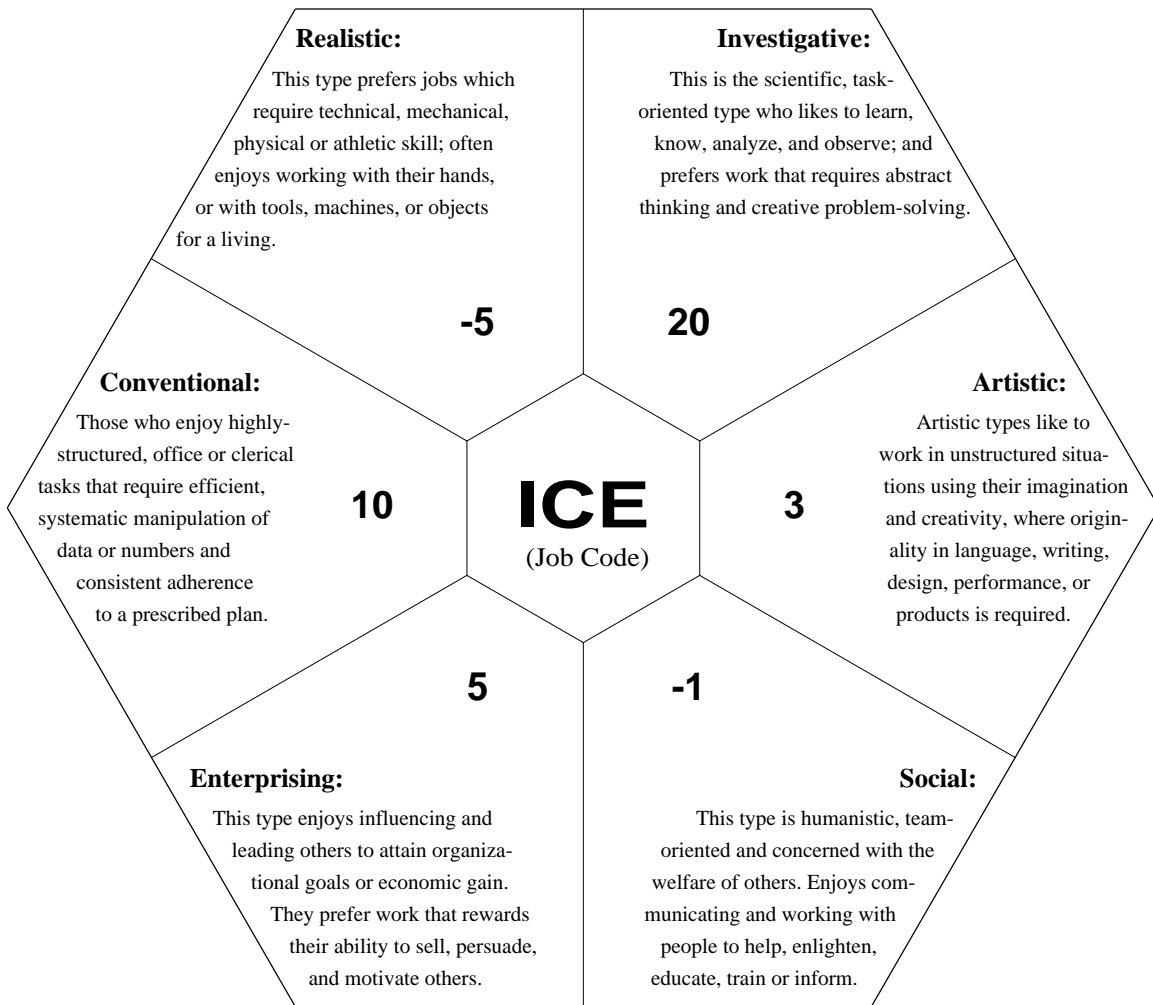 Realistic:
This type prefers jobs which
require technical, mechanical,
physical or athletic skill; often
enjoys working with their hands,
or with tools, machines, or objects
for a living.
-5
Investigative:
This is the scientific, task-
oriented type who likes to learn,
know, analyze, and observe; and
prefers work that requires abstract
thinking and creative problem-solving.
20
Conventional:
Those who enjoy highly-
structured, office or clerical
tasks that require efficient,
systematic manipulation of
data or numbers and
consistent adherence
to a prescribed plan.
10
ICE
(Job Code)
Artistic:
Artistic types like to
work in unstructured situa-
tions using their imagination
and creativity, where origin-
ality in language, writing,
design, performance, or
products is required.
3
Enterprising:
This type enjoys influencing and
leading others to attain organiza-
tional goals or economic gain.
They prefer work that rewards
their ability to sell, persuade,
and motivate others.
5
Social:
This type is humanistic, team-
oriented and concerned with the
welfare of others. Enjoys com-
municating and working with
people to help, enlighten,
educate, train or inform.
-1